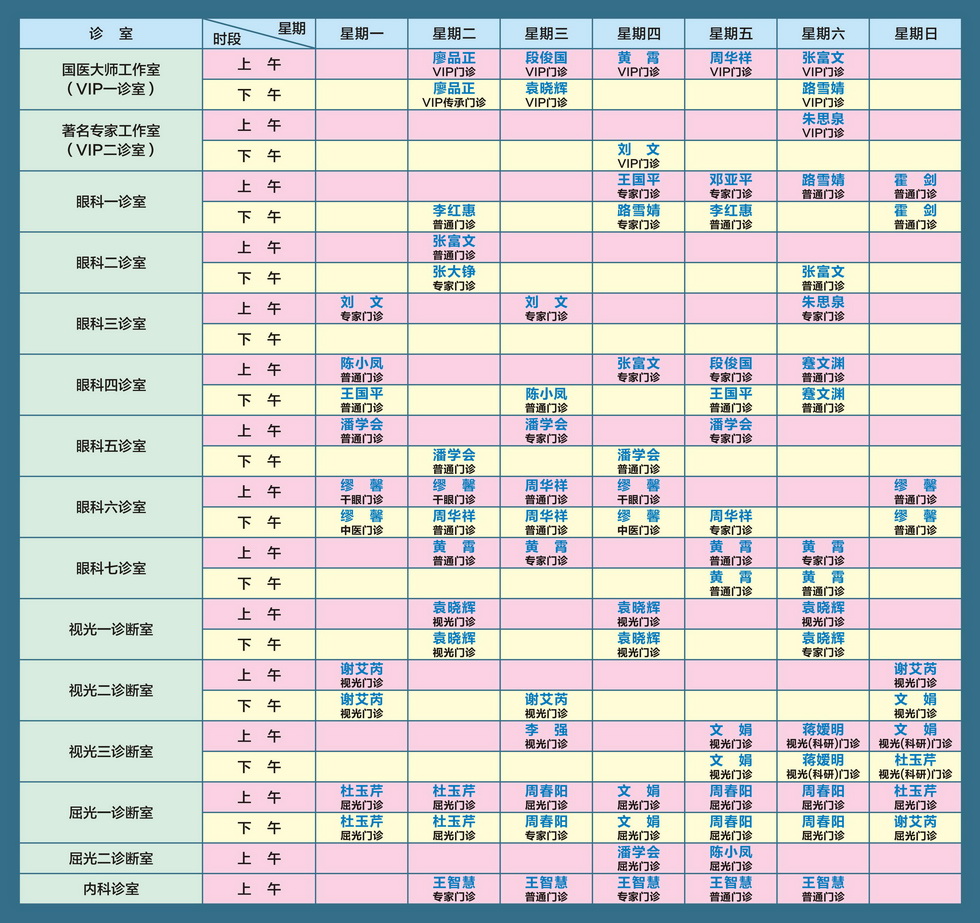 诊 室 时段 星期 星期一 星期二 星期三 星期四 星期五 星期六 星期日
国医大师工作室
（VIP一诊室）
上 午 廖品正 段俊国 黄 霄 周华祥 张富文
VIP门诊 VIP门诊 VIP门诊 VIP门诊 VIP门诊
下 午 廖品正 袁晓辉 路雪婧
VIP传承门诊 VIP门诊 VIP门诊
著名专家工作室
（VIP二诊室）
上 午 朱思泉
VIP门诊
下 午 刘 文
VIP门诊
眼科一诊室
上 午 王国平 邓亚平 路雪婧 霍 剑
专家门诊 专家门诊 普通门诊 普通门诊
下 午 李红惠 路雪婧 李红惠 霍 剑
普通门诊 专家门诊 普通门诊 普通门诊
眼科二诊室
上 午 张富文
普通门诊
下 午 张大铮 张富文
专家门诊 普通门诊
眼科三诊室
上 午 刘 文 刘 文 朱思泉
专家门诊 专家门诊 专家门诊
下 午
眼科四诊室
上 午 陈小凤 张富文 段俊国 蹇文渊
普通门诊 专家门诊 专家门诊 普通门诊
下 午 王国平 陈小凤 王国平 蹇文渊
普通门诊 普通门诊 普通门诊 普通门诊
眼科五诊室
上 午 潘学会 潘学会 潘学会
普通门诊 专家门诊 专家门诊
下 午 潘学会 潘学会
普通门诊 普通门诊
眼科六诊室
上 午 缪 馨 缪 馨 周华祥 缪 馨 缪 馨
干眼门诊 干眼门诊 普通门诊 干眼门诊 普通门诊
下 午 缪 馨 周华祥 周华祥 缪 馨 周华祥 缪 馨
中医门诊 普通门诊 普通门诊 中医门诊 专家门诊 普通门诊
眼科七诊室
上 午 黄 霄 黄 霄 黄 霄 黄 霄
普通门诊 专家门诊 普通门诊 专家门诊
下 午 黄 霄 黄 霄
普通门诊 普通门诊
视光一诊断室
上 午 袁晓辉 袁晓辉 袁晓辉
视光门诊 视光门诊 视光门诊
下 午 袁晓辉 袁晓辉 袁晓辉
视光门诊 视光门诊 专家门诊
视光二诊断室
上 午 谢艾芮 谢艾芮
视光门诊 视光门诊
下 午 谢艾芮 谢艾芮 文 娟
视光门诊 视光门诊 视光门诊
视光三诊断室
上 午 李 强 文 娟 蒋嫒明 文 娟
视光门诊 视光门诊 视光(科研)门诊 视光(科研)门诊
下 午 文 娟 蒋嫒明 杜玉芹
视光门诊 视光(科研)门诊 视光(科研)门诊
屈光一诊断室
上 午 杜玉芹 杜玉芹 周春阳 文 娟 周春阳 周春阳 杜玉芹
屈光门诊 屈光门诊 屈光门诊 屈光门诊 屈光门诊 屈光门诊 屈光门诊
下 午 杜玉芹 杜玉芹 周春阳 文 娟 周春阳 周春阳 谢艾芮
屈光门诊 屈光门诊 专家门诊 屈光门诊 屈光门诊 屈光门诊 屈光门诊
屈光二诊断室 上 午 潘学会 陈小凤
屈光门诊 屈光门诊
内科诊室 上 午 王智慧 王智慧 王智慧 王智慧 王智慧
专家门诊 普通门诊 专家门诊 普通门诊 普通门诊